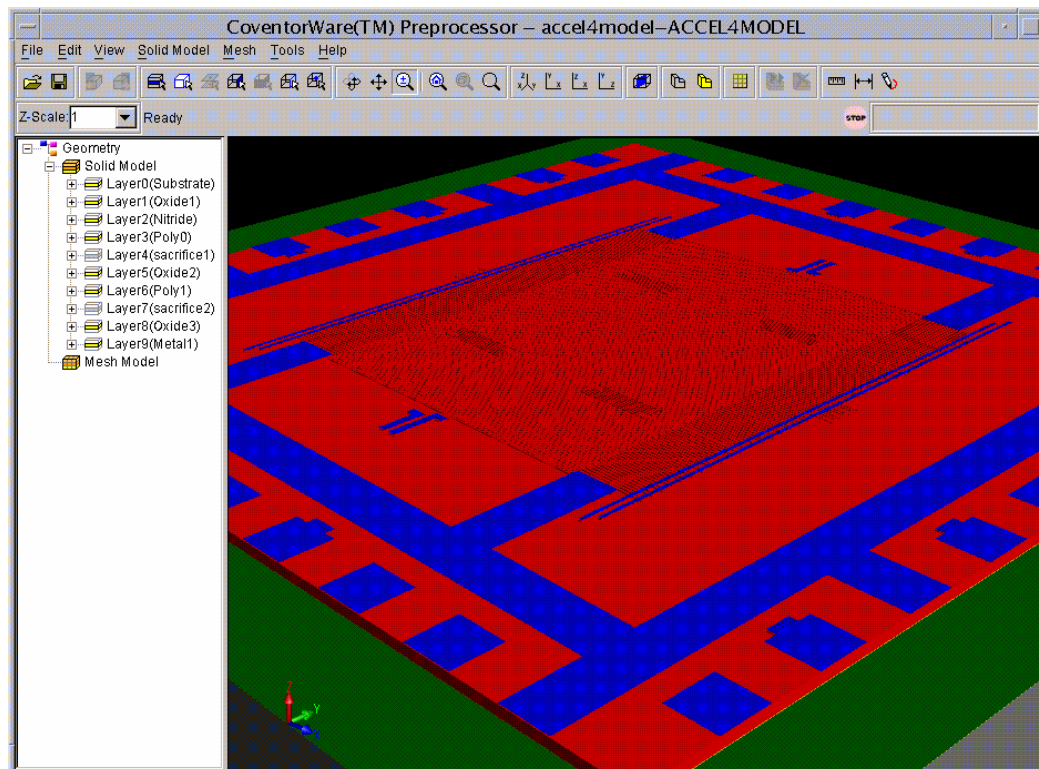 CoventorWare(TM) Preprocessor – accel4model–ACCEL4MODEL
File Edit View Solid Model Mesh Tools Help
Z-Scale: 1 Ready STOP
Geometry
Solid Model
Layer0(Substrate)
Layer1(Oxide1)
Layer2(Nitride)
Layer3(Poly0)
Layer4(sacrifice1)
Layer5(Oxide2)
Layer6(Poly1)
Layer7(sacrifice2)
Layer8(Oxide3)
Layer9(Metal1)
Mesh Model
Z
Y